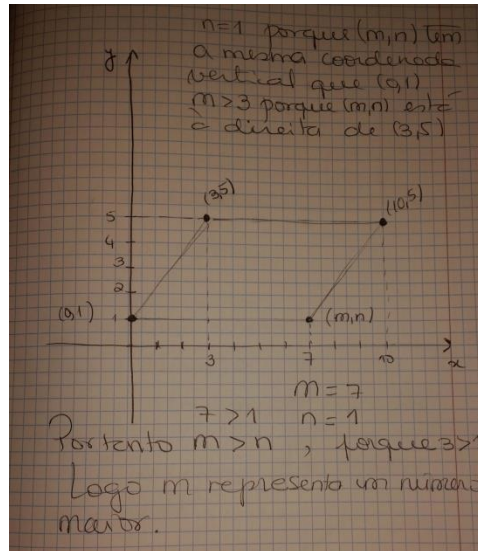 n=1 porque (m,n) tem
a mesma coordenada
vertical que (0,1)
m>3 porque (m,n) está
à direita de (3,5)
y
(3,5)
(10,5)
5
4
3
2
(0,1)
1
(m,n)
3
7
10
x
m = 7
7>1 n = 1
Portanto m>n , porque 3>1
Logo m represento um número
maior.